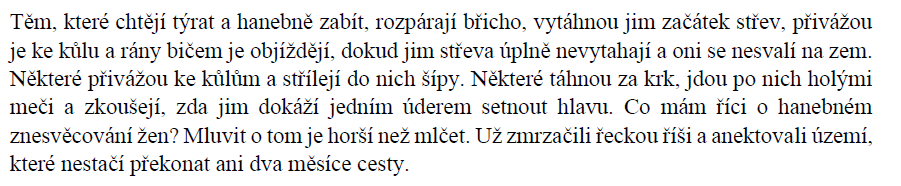 Těm, které chtějí týrat a hanebně zabít, rozpárají břicho, vytáhnou jim začátek střev, přivážou
je ke kůlu a rány bičem je objíždějí, dokud jim střeva úplně nevytahají a oni se nesvalí na zem.
Některé přivážou ke kůlům a střílejí do nich šípy. Některé táhnou za krk, jdou po nich holými
meči a zkoušejí, zda jim dokáží jedním úderem setnout hlavu. Co mám říci o hanebném
znesvěcování žen? Mluvit o tom je horší než mlčet. Už zmrzačili řeckou říši a anektovali území,
které nestačí překonat ani dva měsíce cesty.